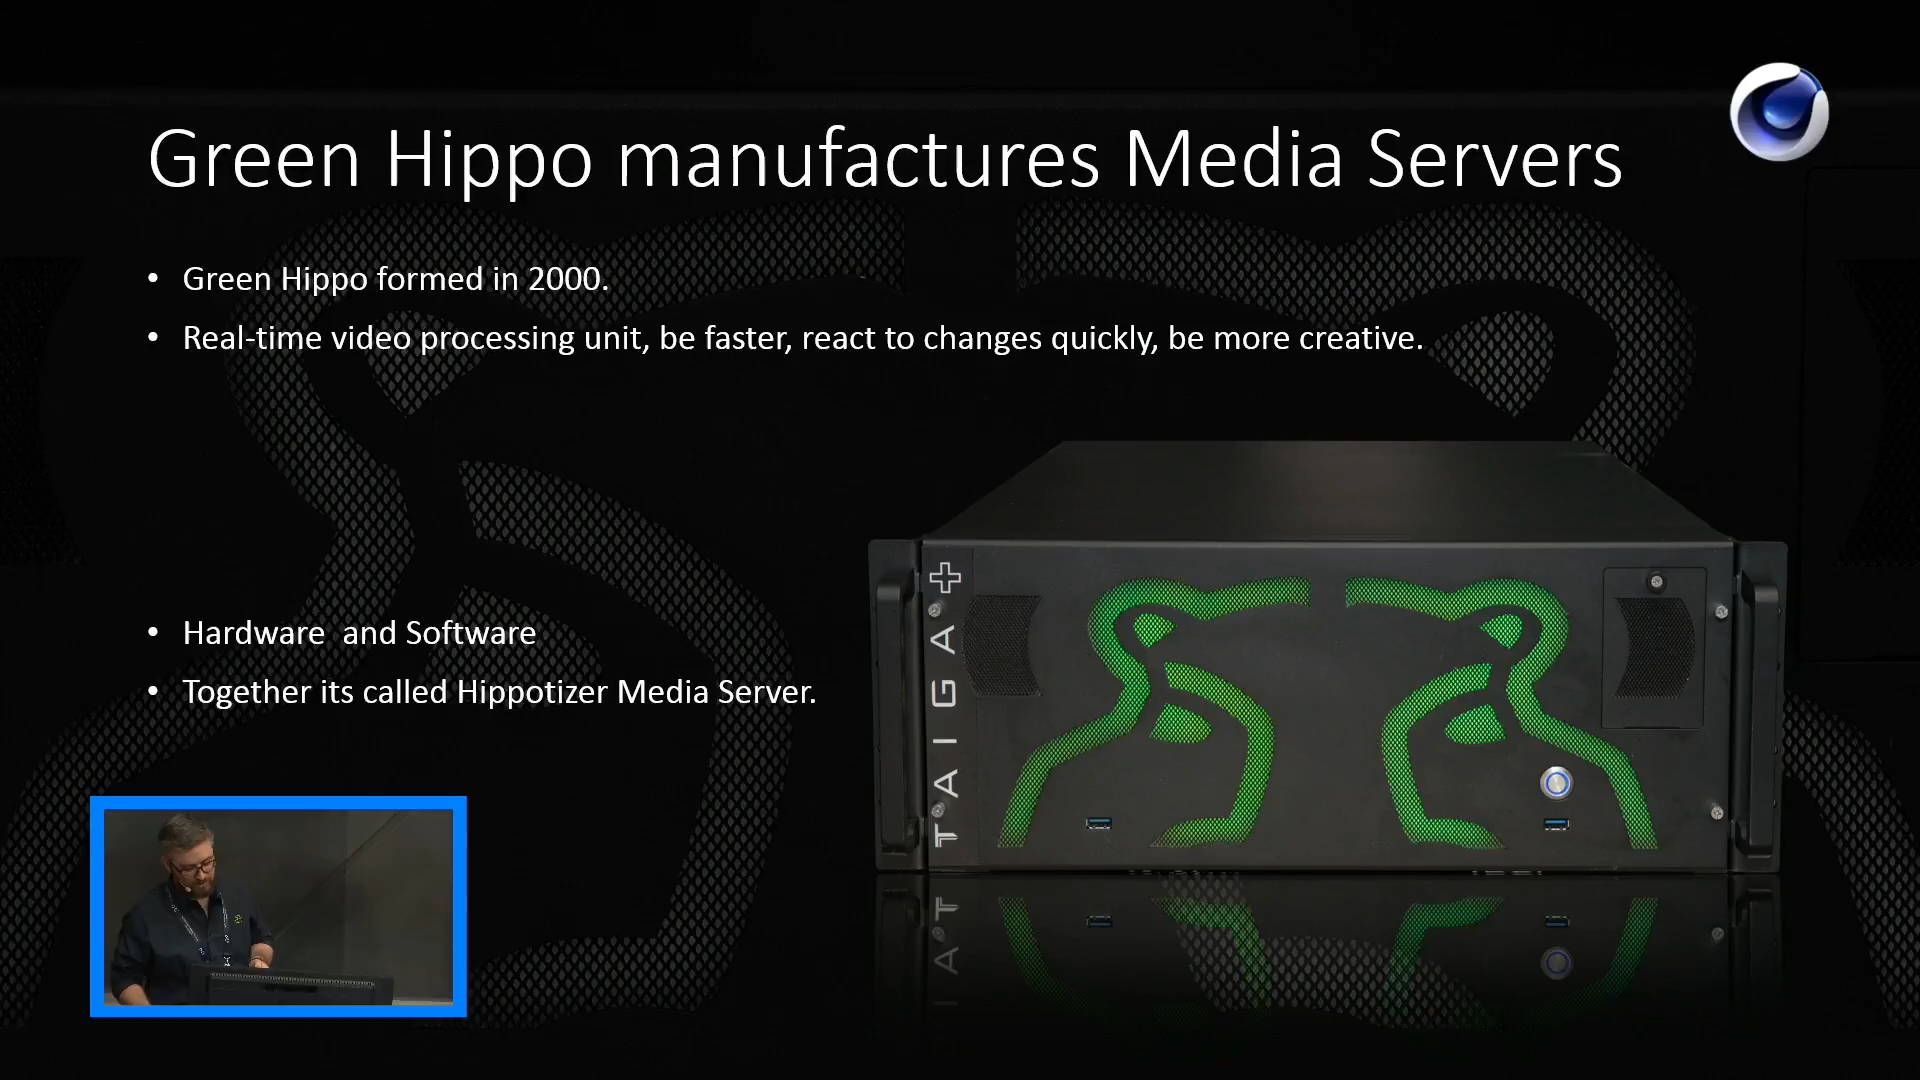 Green Hippo manufactures Media Servers
• Green Hippo formed in 2000.
• Real-time video processing unit, be faster, react to changes quickly, be more creative.
• Hardware  and Software
• Together its called Hippotizer Media Server.
TAIGA+